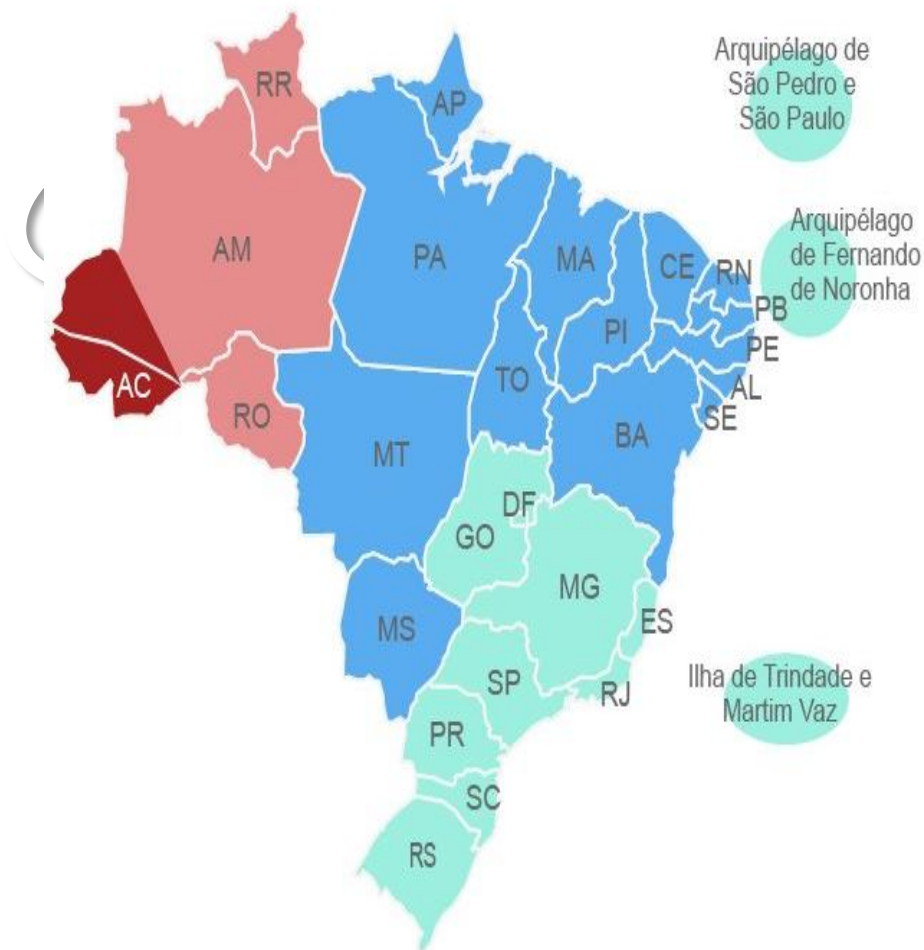 Arquipélago de
São Pedro e
São Paulo
RR
AP
Arquipélago
de Fernando
de Noronha
AM
PA
MA
CE
RN
PB
PI
PE
TO
AL
AC
RO
SE
BA
MT
DF
GO
MG
ES
MS
Ilha de Trindade e
Martim Vaz
SP
RJ
PR
SC
RS